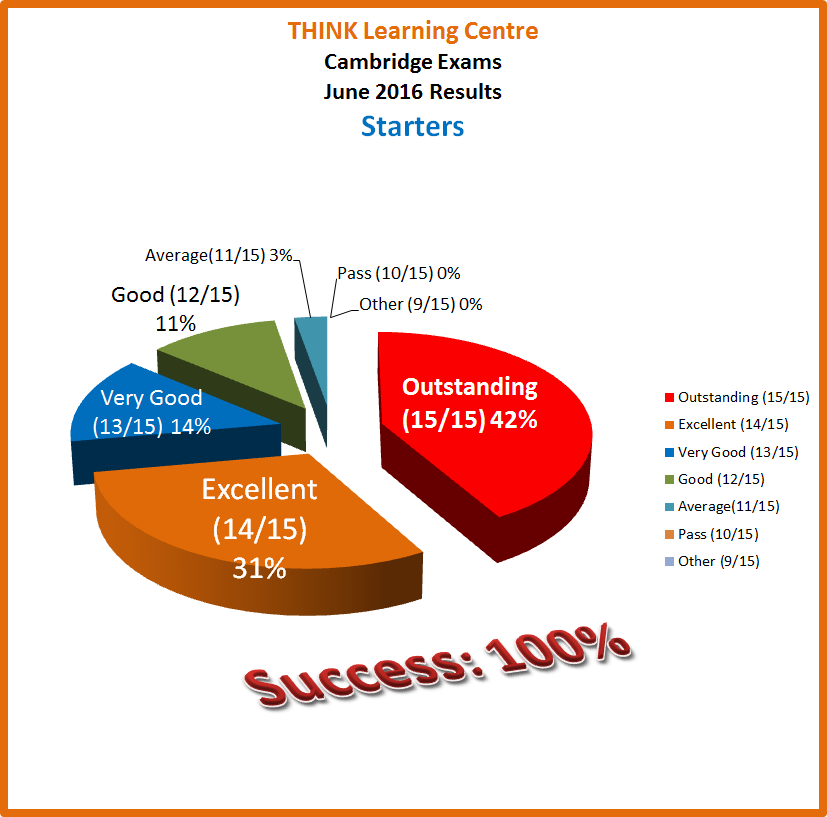 THINK Learning Centre
Cambridge Exams
June 2016 Results
Starters
Average(11/15) 3%
Pass (10/15) 0%
Good (12/15)
11%
Other (9/15) 0%
Outstanding
(15/15) 42%
Very Good
(13/15) 14%
Excellent
(14/15)
31%
Outstanding (15/15)
Excellent (14/15)
Very Good (13/15)
Good (12/15)
Average(11/15)
Pass (10/15)
Other (9/15)
Success: 100%